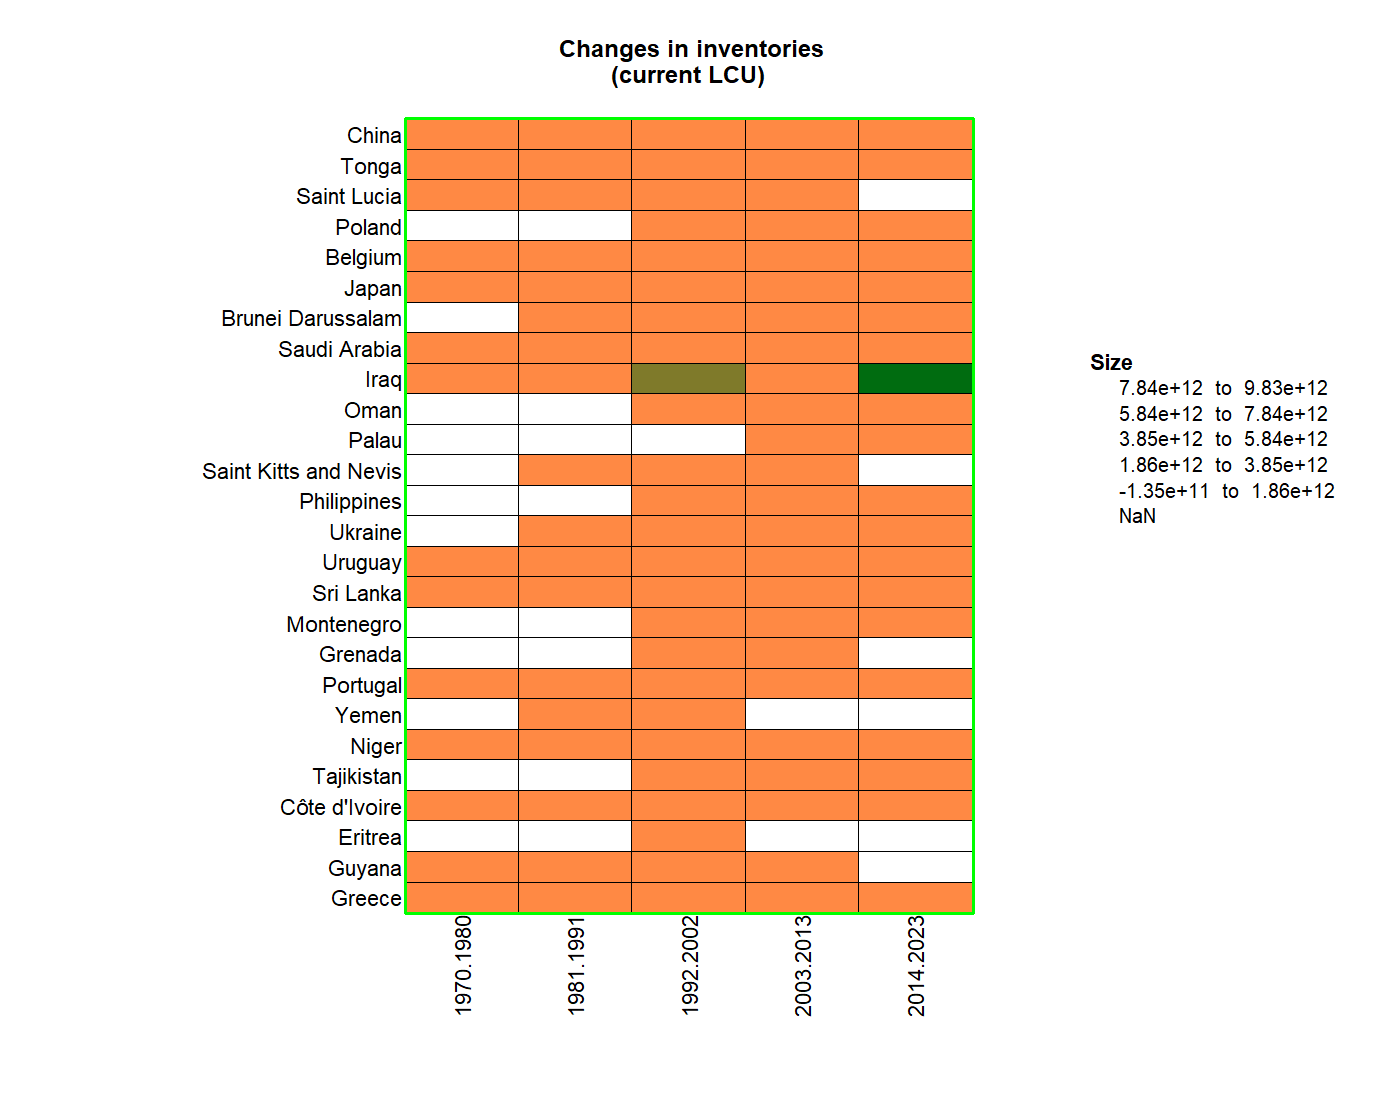 Changes in inventories
(current LCU)
China
Tonga
Saint Lucia
Poland
Belgium
Japan
Brunei Darussalam
Saudi Arabia
Iraq
Oman
Palau
Saint Kitts and Nevis
Philippines
Ukraine
Uruguay
Sri Lanka
Montenegro
Grenada
Portugal
Yemen
Niger
Tajikistan
Côte d'Ivoire
Eritrea
Guyana
Greece
1970.1980
1981.1991
1992.2002
2003.2013
2014.2023
Size
7.84e+12 to 9.83e+12
5.84e+12 to 7.84e+12
3.85e+12 to 5.84e+12
1.86e+12 to 3.85e+12
-1.35e+11 to 1.86e+12
NaN